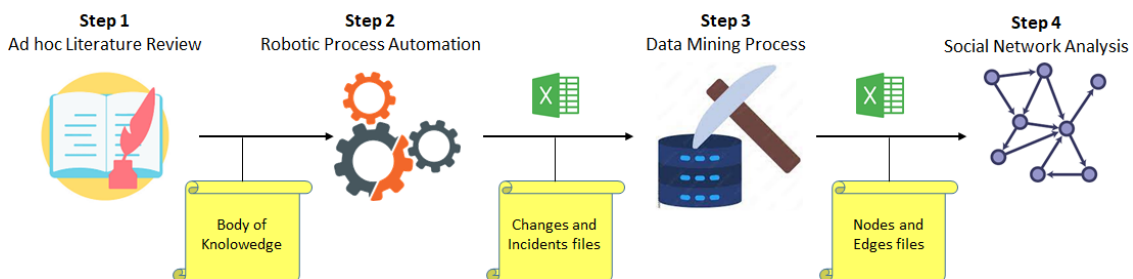 Step 1
Ad hoc Literature Review
Step 2
Robotic Process Automation
Step 3
Data Mining Process
Step 4
Social Network Analysis
X
X
Body of
Knolowedge
Changes and
Incidents files
Nodes and
Edges files